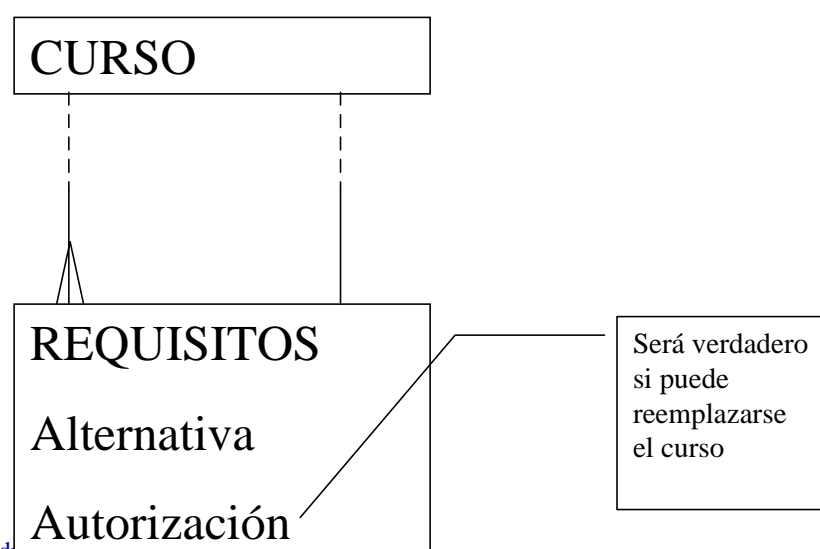 CURSO
REQUISITOS
Alternativa
Autorización
Será verdadero
si puede
reemplazarse
el curso